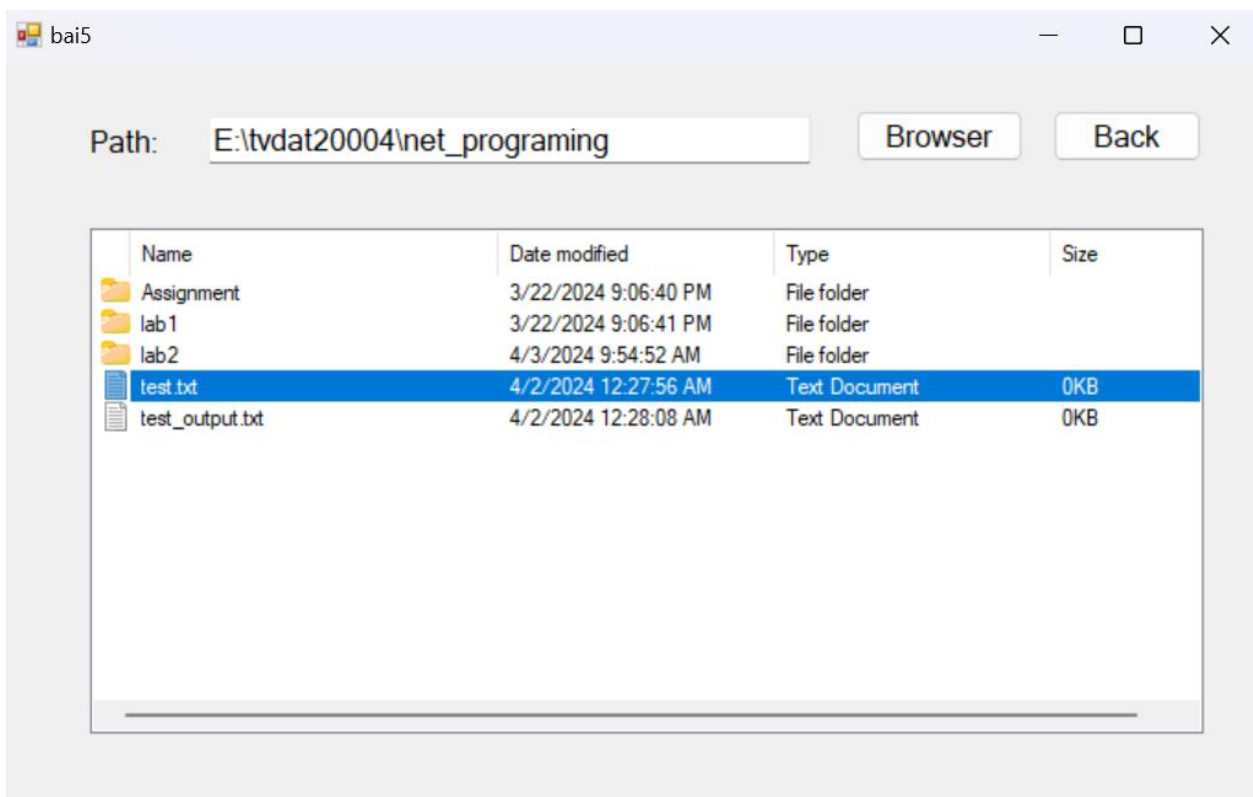 bai5
Path: E:\tvdat20004\net_programing Browser Back
Name Date modified Type Size
Assignment 3/22/2024 9:06:40 PM File folder
lab1 3/22/2024 9:06:41 PM File folder
lab2 4/3/2024 9:54:52 AM File folder
test.txt 4/2/2024 12:27:56 AM Text Document 0KB
test_output.txt 4/2/2024 12:28:08 AM Text Document 0KB